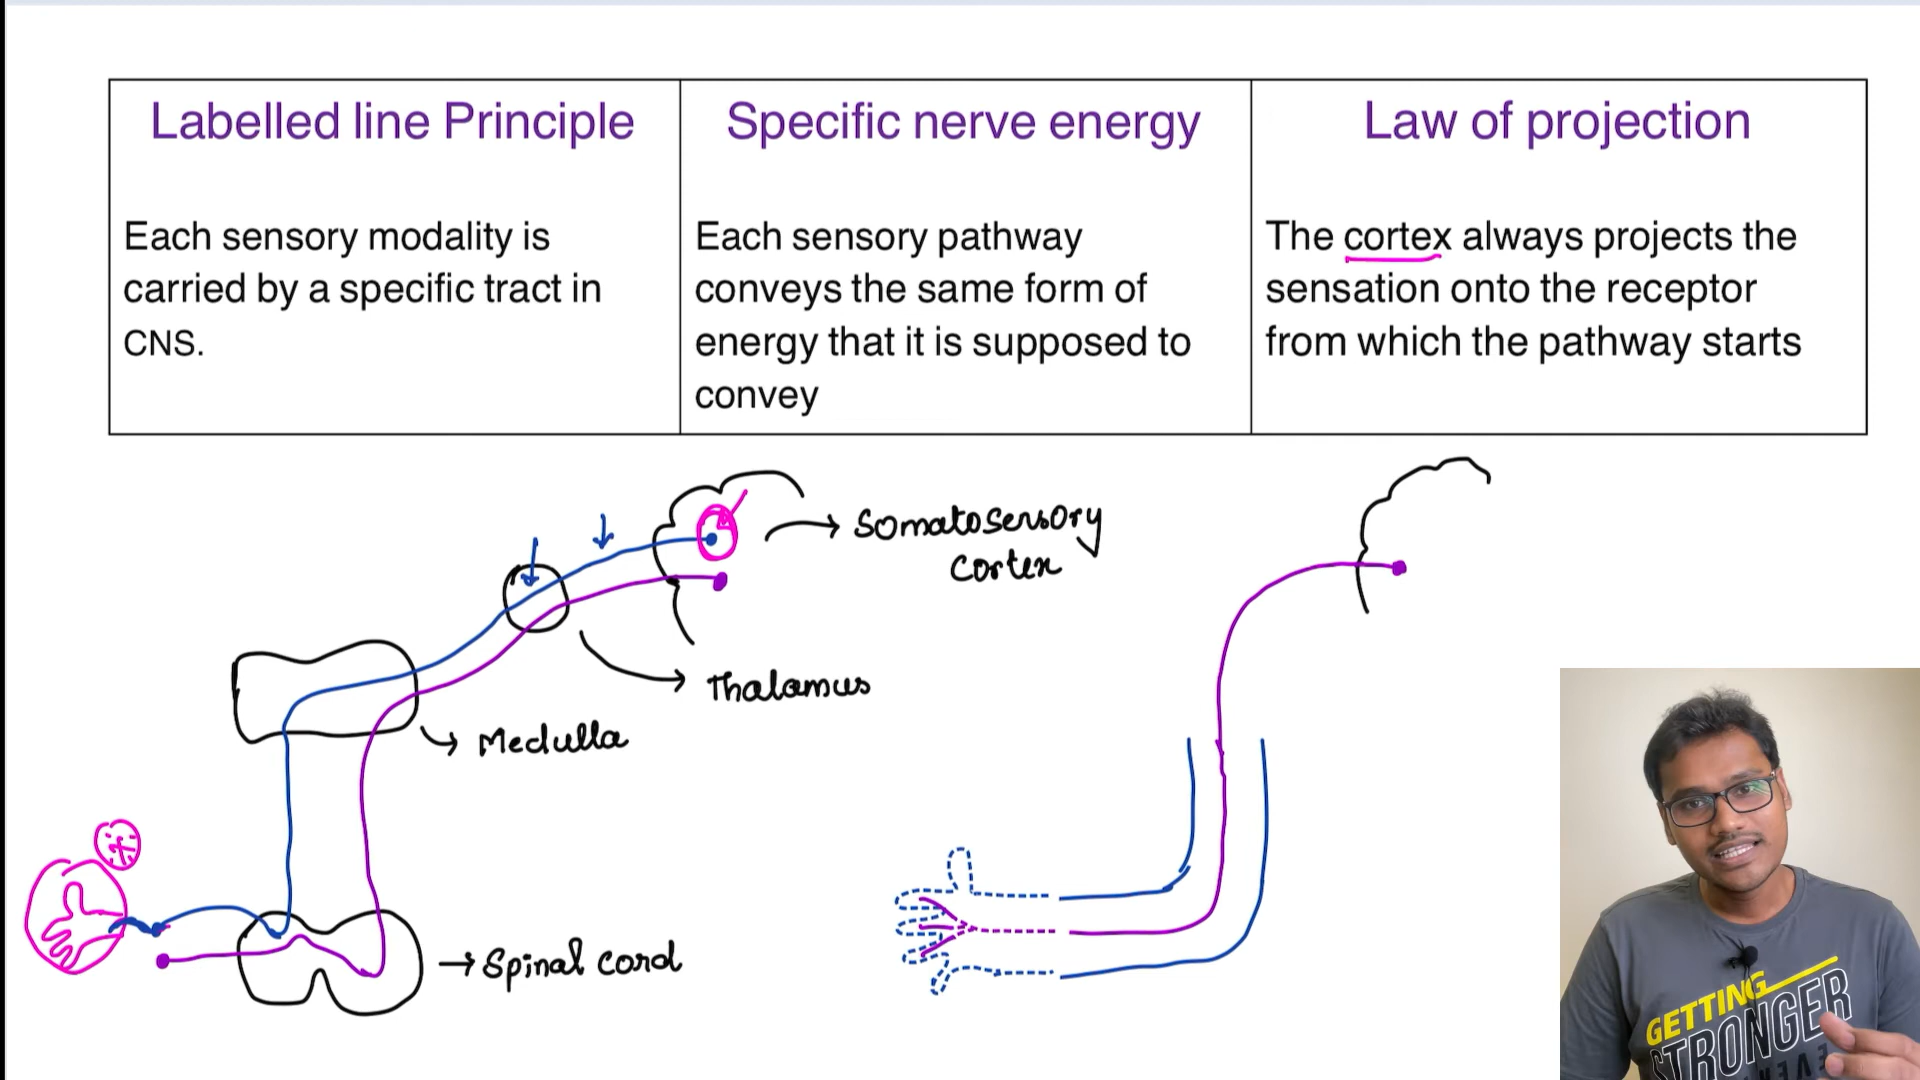 Labelled line Principle
Each sensory modality is
carried by a specific tract in
CNS.
Specific nerve energy
Each sensory pathway
conveys the same form of
energy that it is supposed to
convey
Law of projection
The cortex always projects the
sensation onto the receptor
from which the pathway starts
Somatosensory
Cortex
Thalamus
Medulla
Spinal cord
GETTING
STRONGER